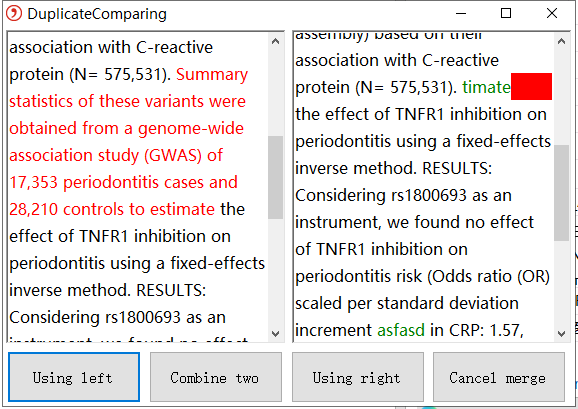 DuplicateComparing
association with C-reactive
protein (N= 575,531). Summary
statistics of these variants were
obtained from a genome-wide
association study (GWAS) of
17,353 periodontitis cases and
28,210 controls to estimate the
effect of TNFR1 inhibition on
periodontitis using a fixed-effects
inverse method. RESULTS:
Considering rs1800693 as an
instrument, we found no effect
assembly) based on their
association with C-reactive
protein (N= 575,531). timate
the effect of TNFR1 inhibition on
periodontitis using a fixed-effects
inverse method. RESULTS:
Considering rs1800693 as an
instrument, we found no effect
of TNFR1 inhibition on
periodontitis risk (Odds ratio (OR)
scaled per standard deviation
increment asfasd in CRP: 1.57,
Using left
Combine two
Using right
Cancel merge